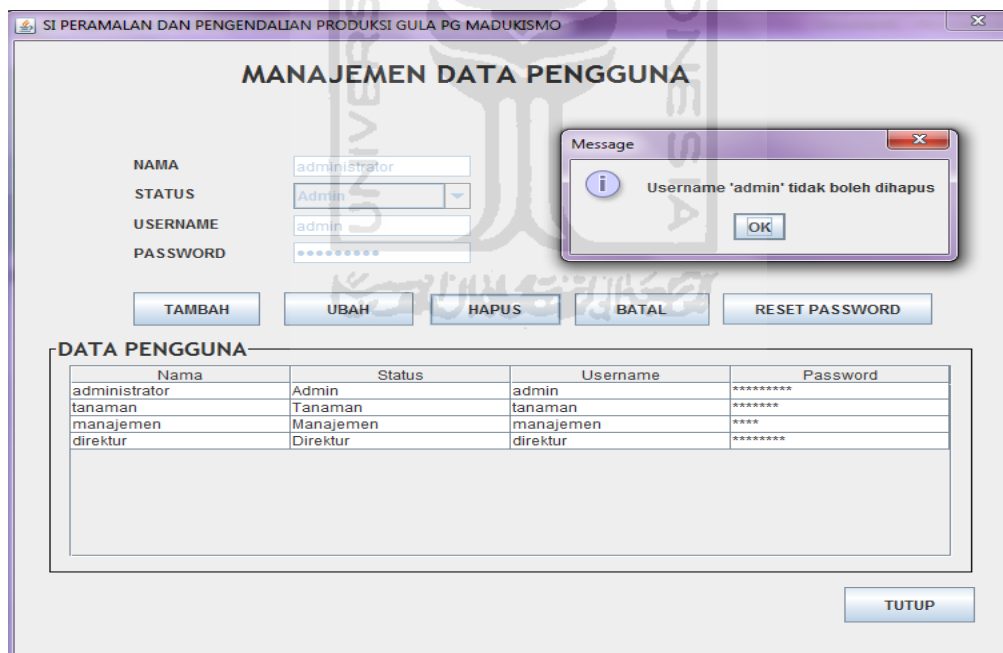 SI PERAMALAN DAN PENGENDALIAN PRODUKSI GULA PG MADUKISMO
MANAJEMEN DATA PENGGUNA
Message
Username 'admin' tidak boleh dihapus
OK
NAMA administrator
STATUS Admin
USERNAME admin
PASSWORD •••••••••
TAMBAH UBAH HAPUS BATAL RESET PASSWORD
DATA PENGGUNA
Nama Status Username Password
administrator Admin admin *********
tanaman Tanaman tanaman *******
manajemen Manajemen manajemen ****
direktur Direktur direktur ********
TUTUP